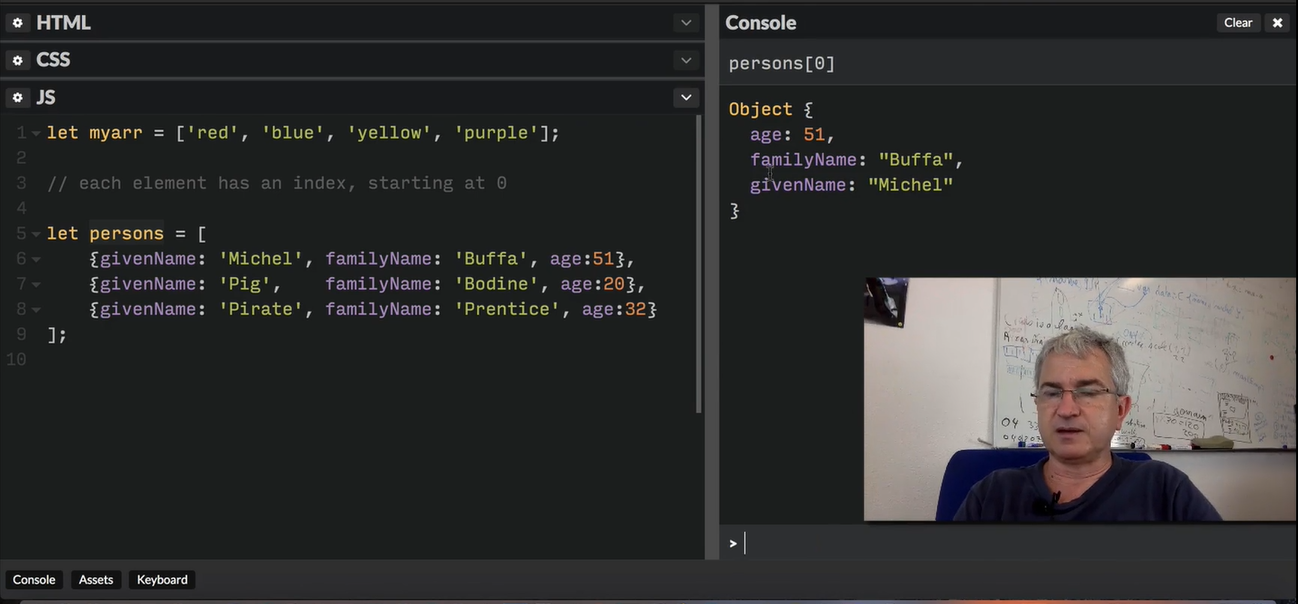 HTML
CSS
JS
1 let myarr = ['red', 'blue', 'yellow', 'purple'];
2
3 // each element has an index, starting at 0
4
5 let persons = [
6 {givenName: 'Michel', familyName: 'Buffa', age:51},
7 {givenName: 'Pig', familyName: 'Bodine', age:20},
8 {givenName: 'Pirate', familyName: 'Prentice', age:32}
9 ];
10
Console
Clear
persons[0]
Object {
age: 51,
familyName: "Buffa",
givenName: "Michel"
}
>
04
Console Assets Keyboard